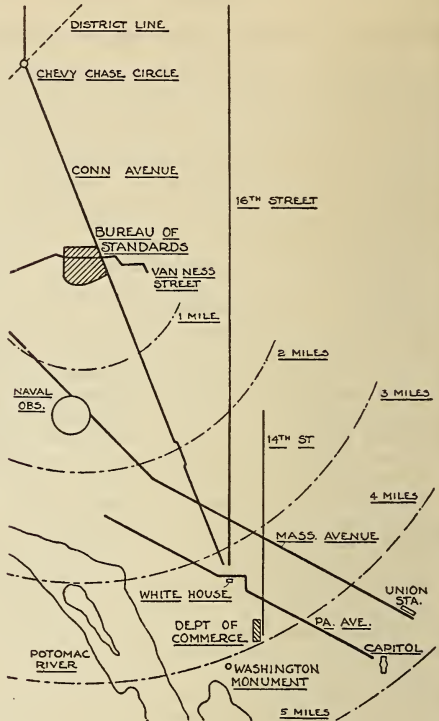 DISTRICT LINE
CHEVY CHASE CIRCLE
CONN AVENUE
16TH STREET
BUREAU OF
STANDARDS
VAN NESS
STREET
1 MILE
2 MILES
NAVAL
OBS.
3 MILES
14TH ST
4 MILES
MASS. AVENUE
WHITE HOUSE
UNION
STA.
DEPT OF
COMMERCE
PA. AVE.
CAPITOL
POTOMAC
RIVER
WASHINGTON
MONUMENT
5 MILES